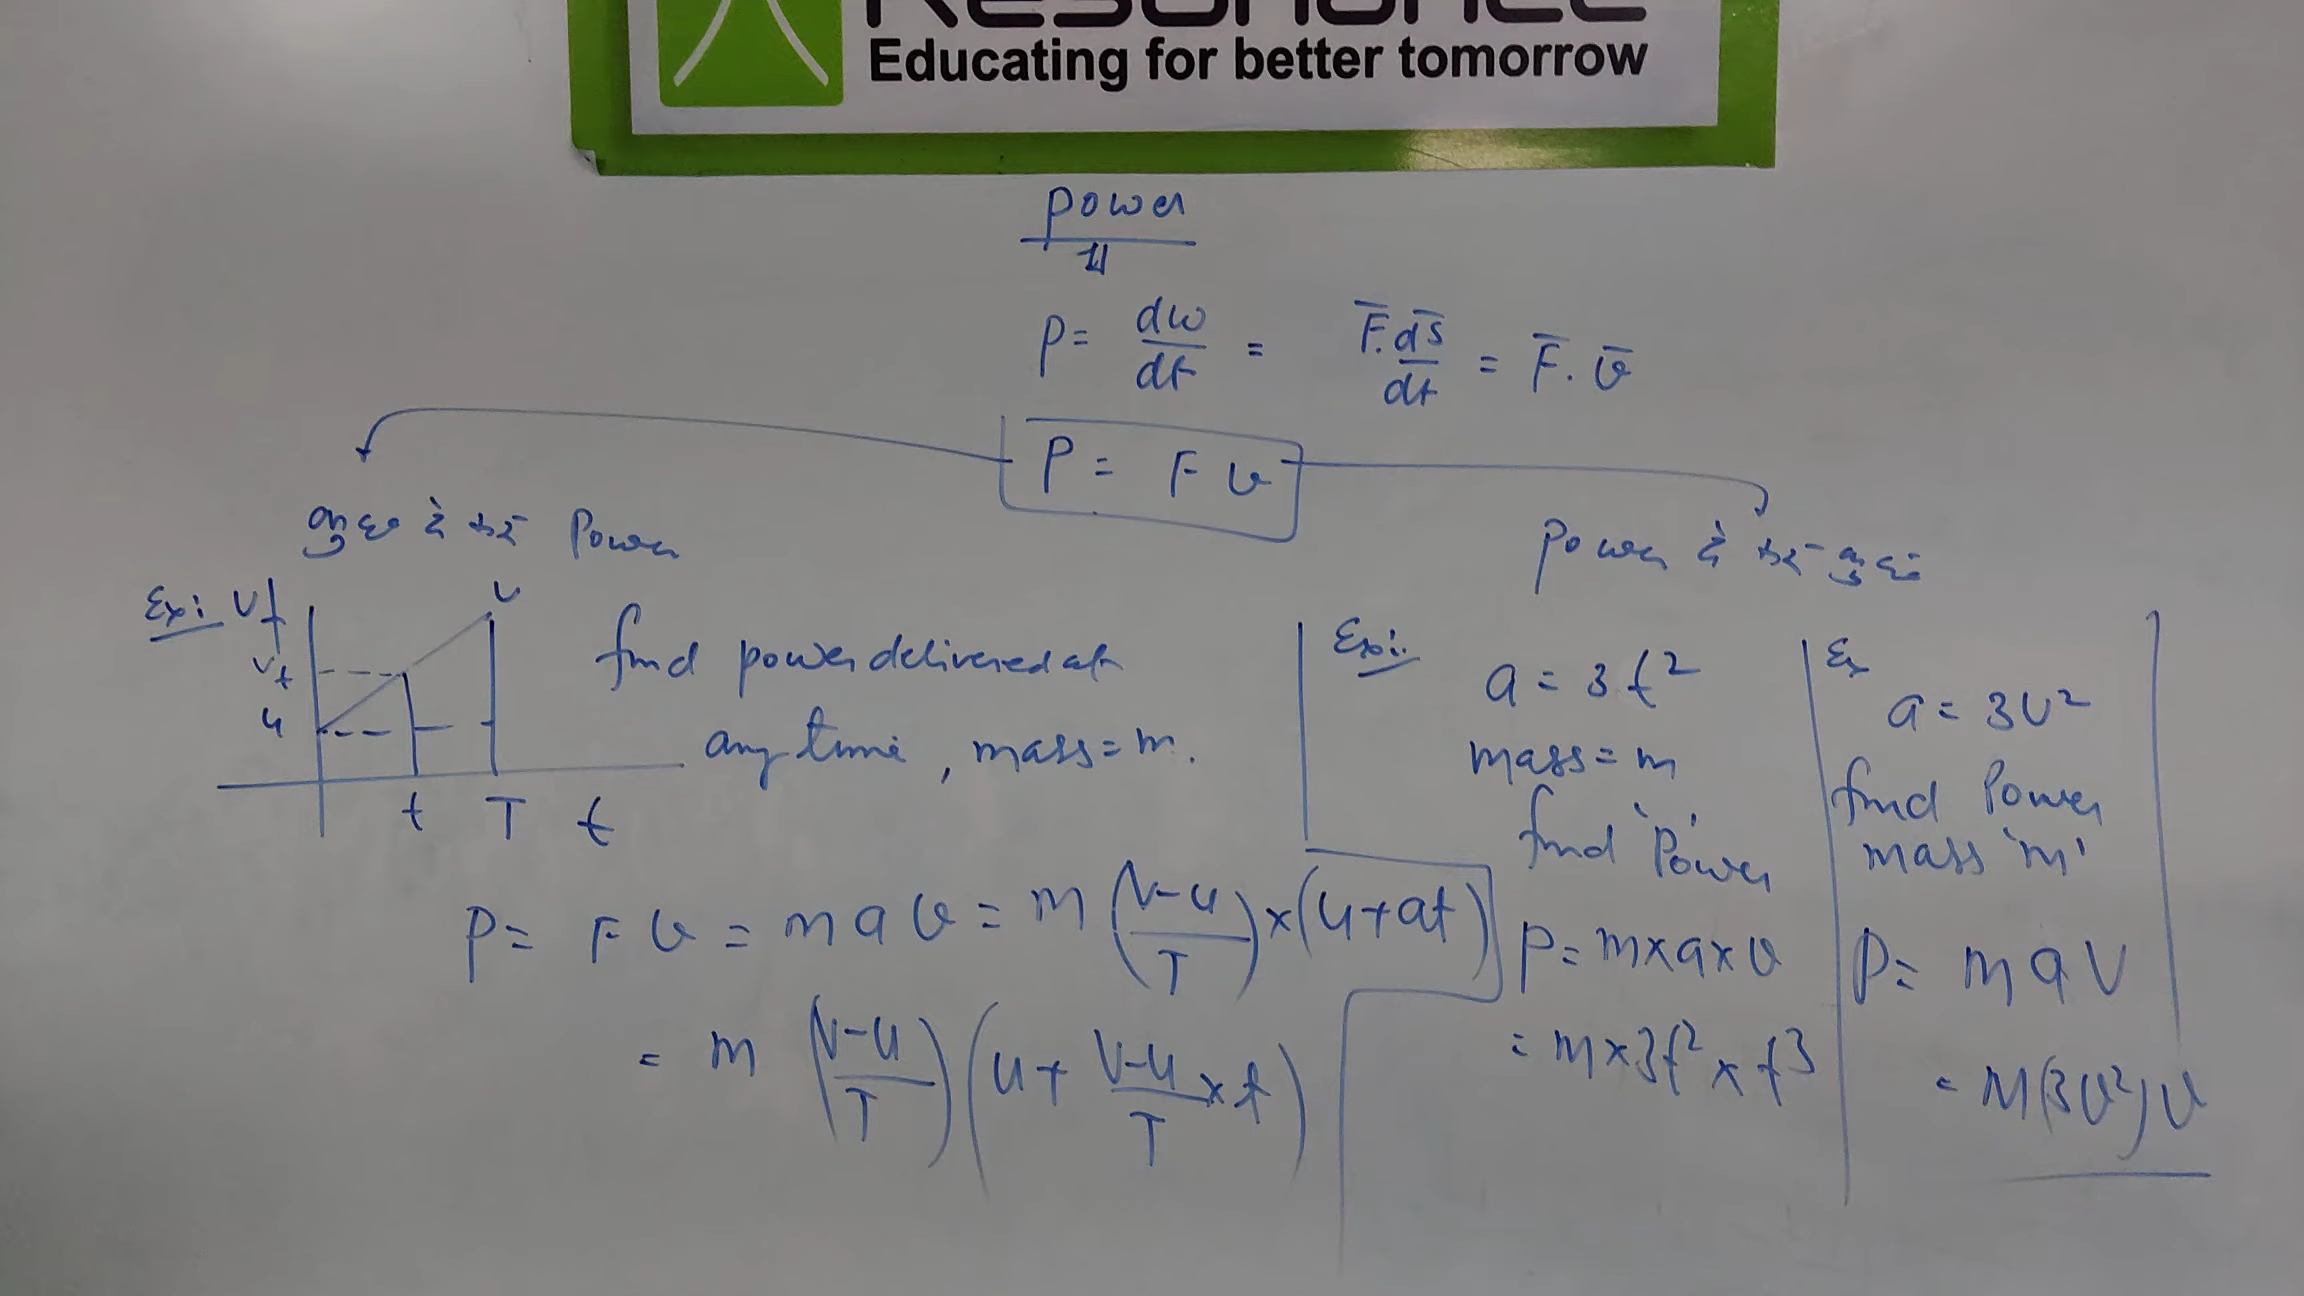 Resonance
Educating for better tomorrow
Power
P = dw/dt = F̄.ds̄/dt = F̄.v̄
P = F v
Power
Power
Ex: v
v
vt
u
t T t
find power delivered at
any time, mass = m.
P = F v = m a v = m (v-u/T) × (u+at)
= m (v-u/T) (u + v-u/T × t)
Ex:
a = 3t²
mass = m
find 'Power'
P = m×a×v
= m×3t²×t³
Ex
a = 3v²
find Power
mass 'm'
P = m a v
= m(3v²)v